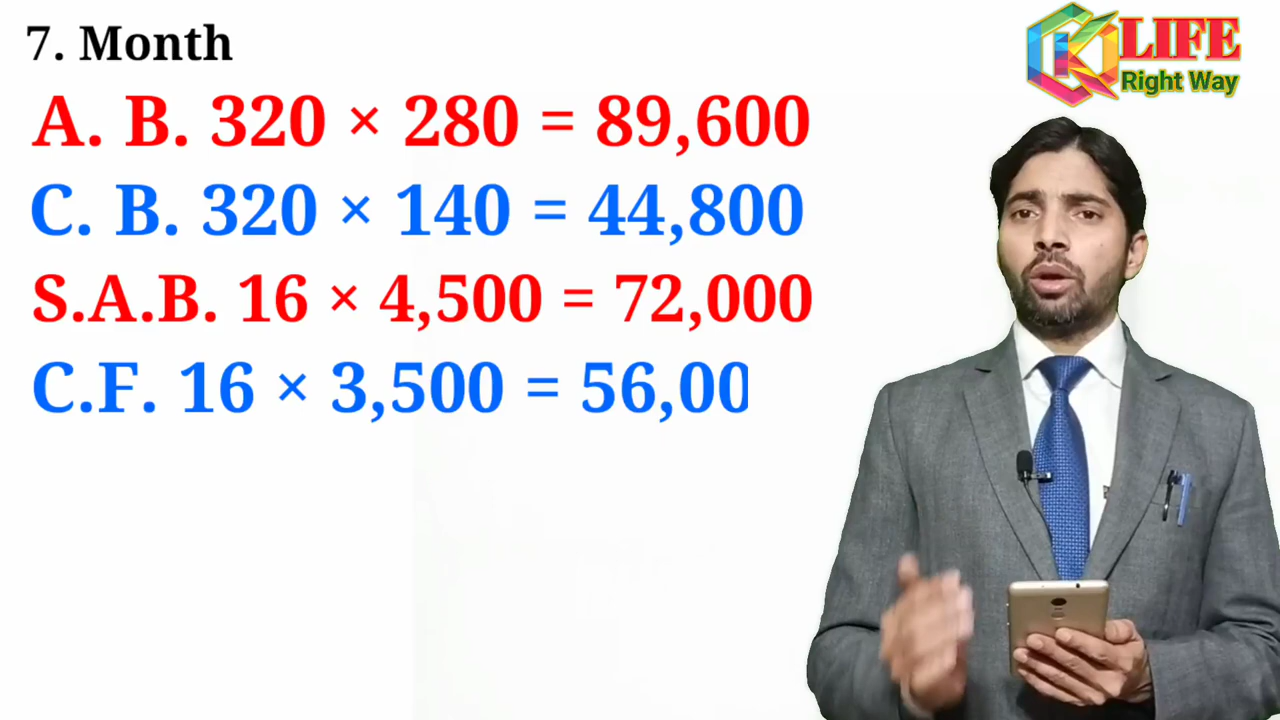 7. Month
A. B. 320 × 280 = 89,600
C. B. 320 × 140 = 44,800
S.A.B. 16 × 4,500 = 72,000
C.F. 16 × 3,500 = 56,00
LIFE
Right Way